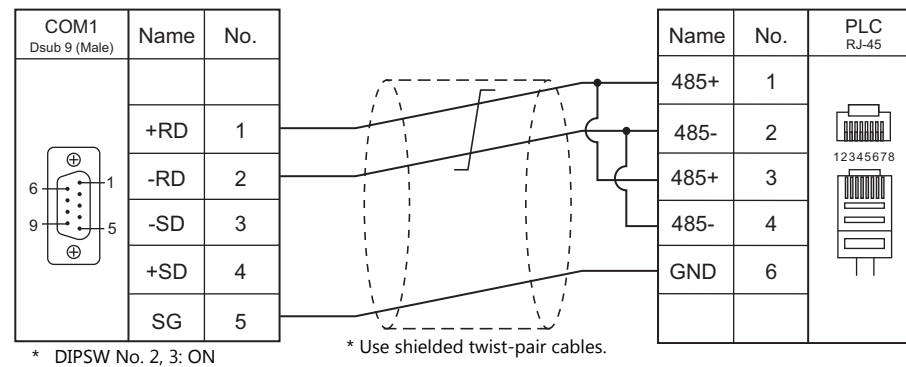 COM1 Name No. Name No. PLC
Dsub 9 (Male) RJ-45
485+ 1
+RD 1 485- 2
12345678
-RD 2 485+ 3
6 1
-SD 3 485- 4
9 5
+SD 4 GND 6
SG 5
* DIPSW No. 2, 3: ON * Use shielded twist-pair cables.